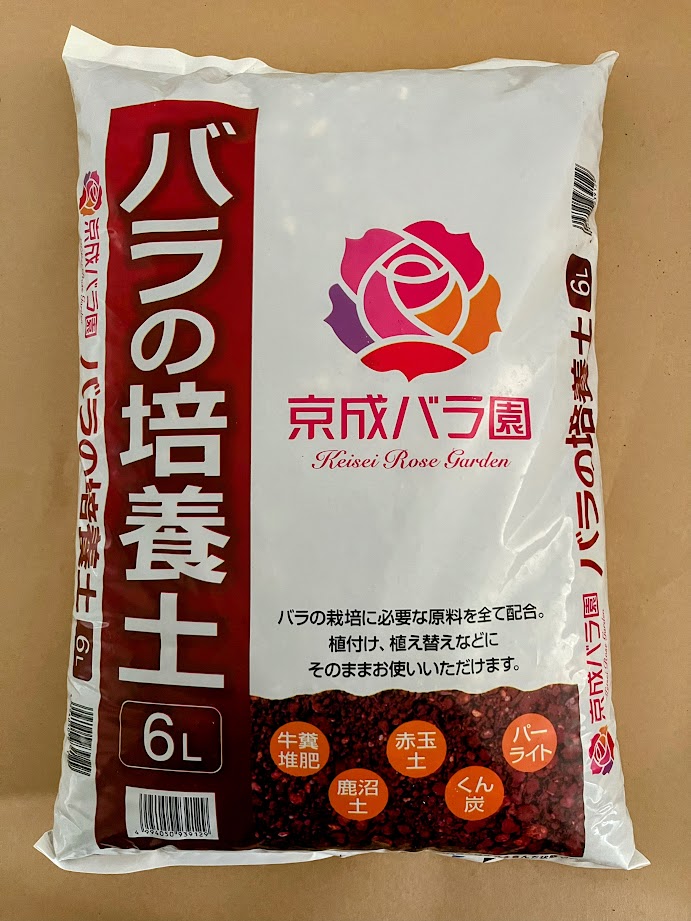 バラの培養土
6L
4994050939129
京成バラ園
Keisei Rose Garden
バラの栽培に必要な原料を全て配合。
植付け、植え替えなどに
そのままお使いいただけます。
牛糞
堆肥
鹿沼
土
赤玉
土
くん
炭
パー
ライト
京成バラ園
バラの培養土
6L
6L
バラの培養土
京成バラ園
Keisei Rose Garden